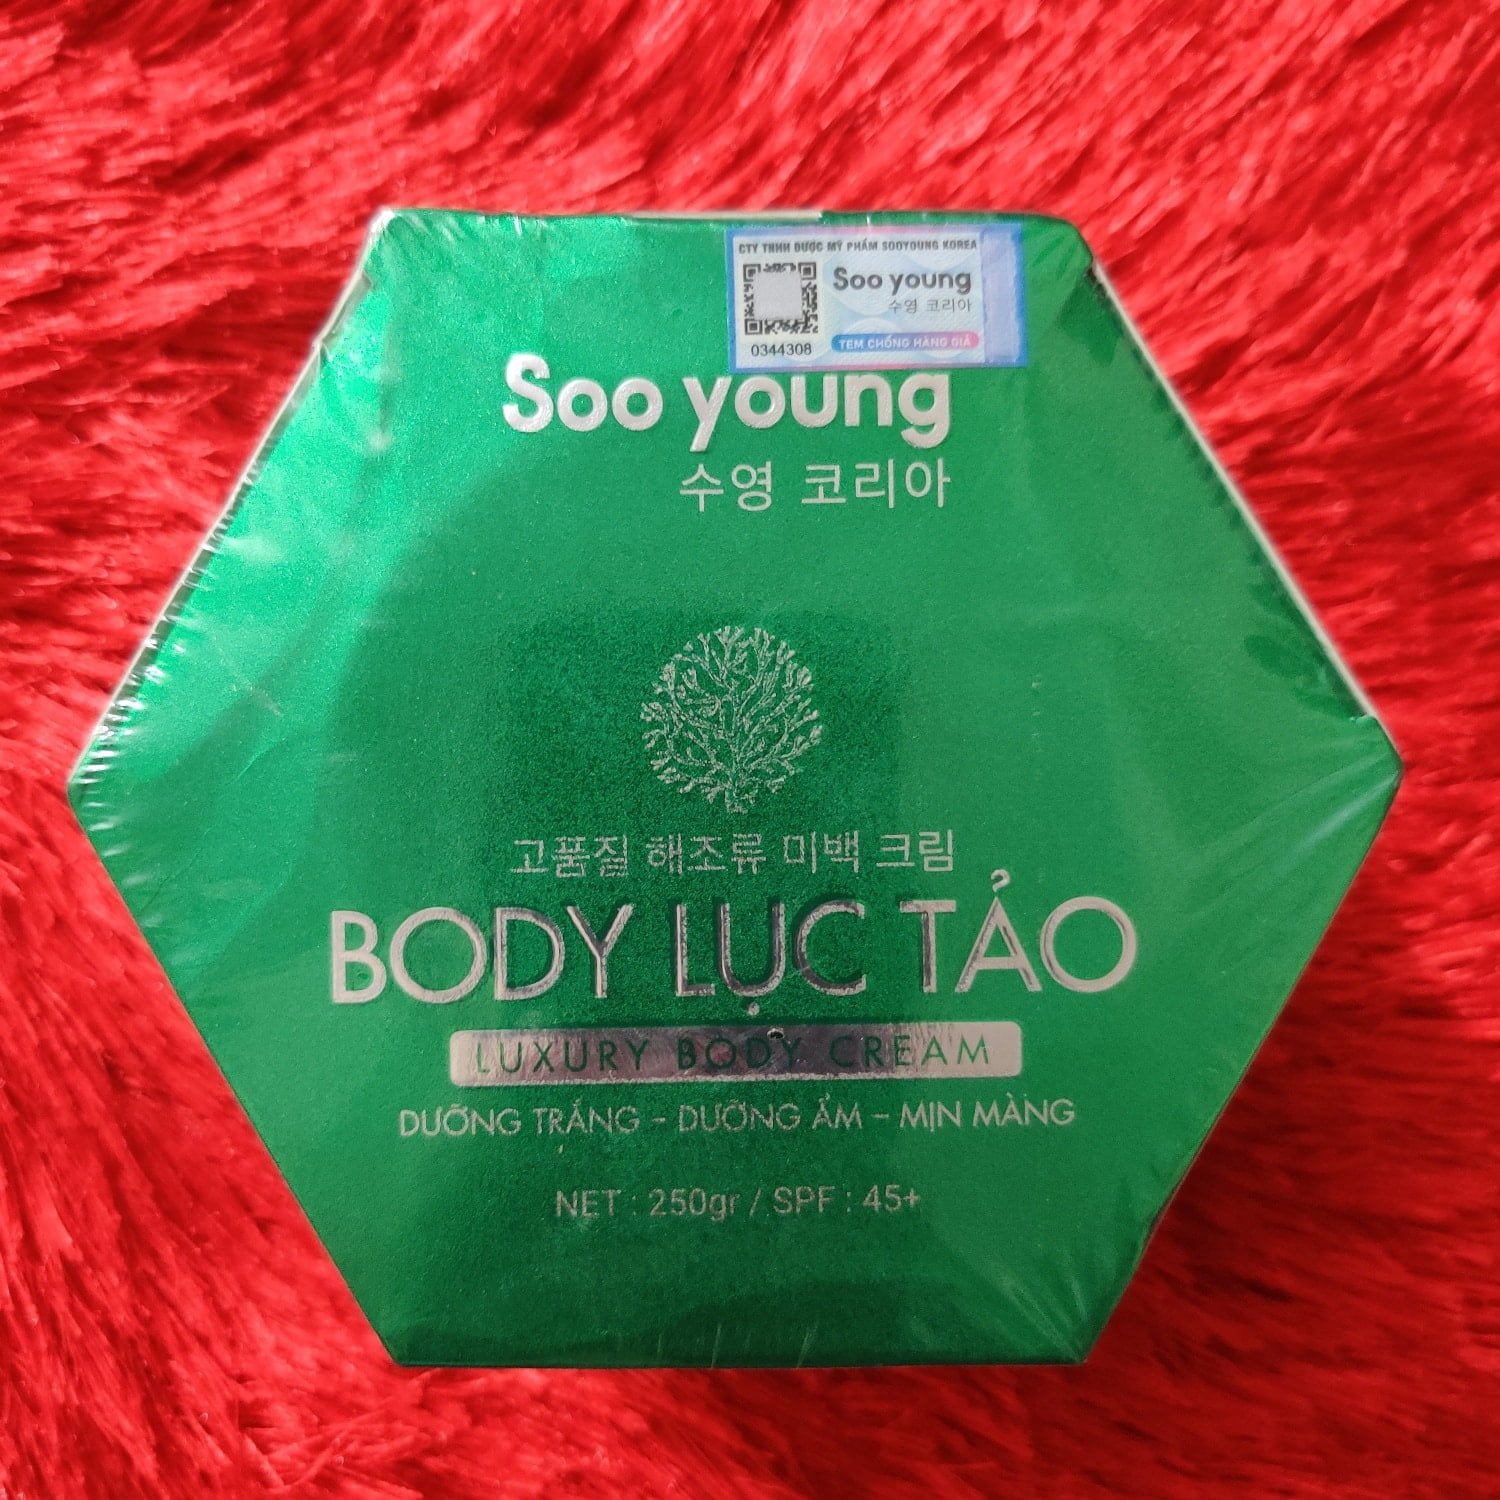 CTY TNHH DƯỢC MỸ PHẨM SOOYOUNG KOREA
Soo young
수영 코리아
0344308
TEM CHỐNG HÀNG GIẢ
Soo young
수영 코리아
고품질 해조류 미백 크림
BODY LỤC TẢO
LUXURY BODY CREAM
DƯỠNG TRẮNG – DƯỠNG ẨM – MỊN MÀNG
NET : 250gr / SPF : 45+